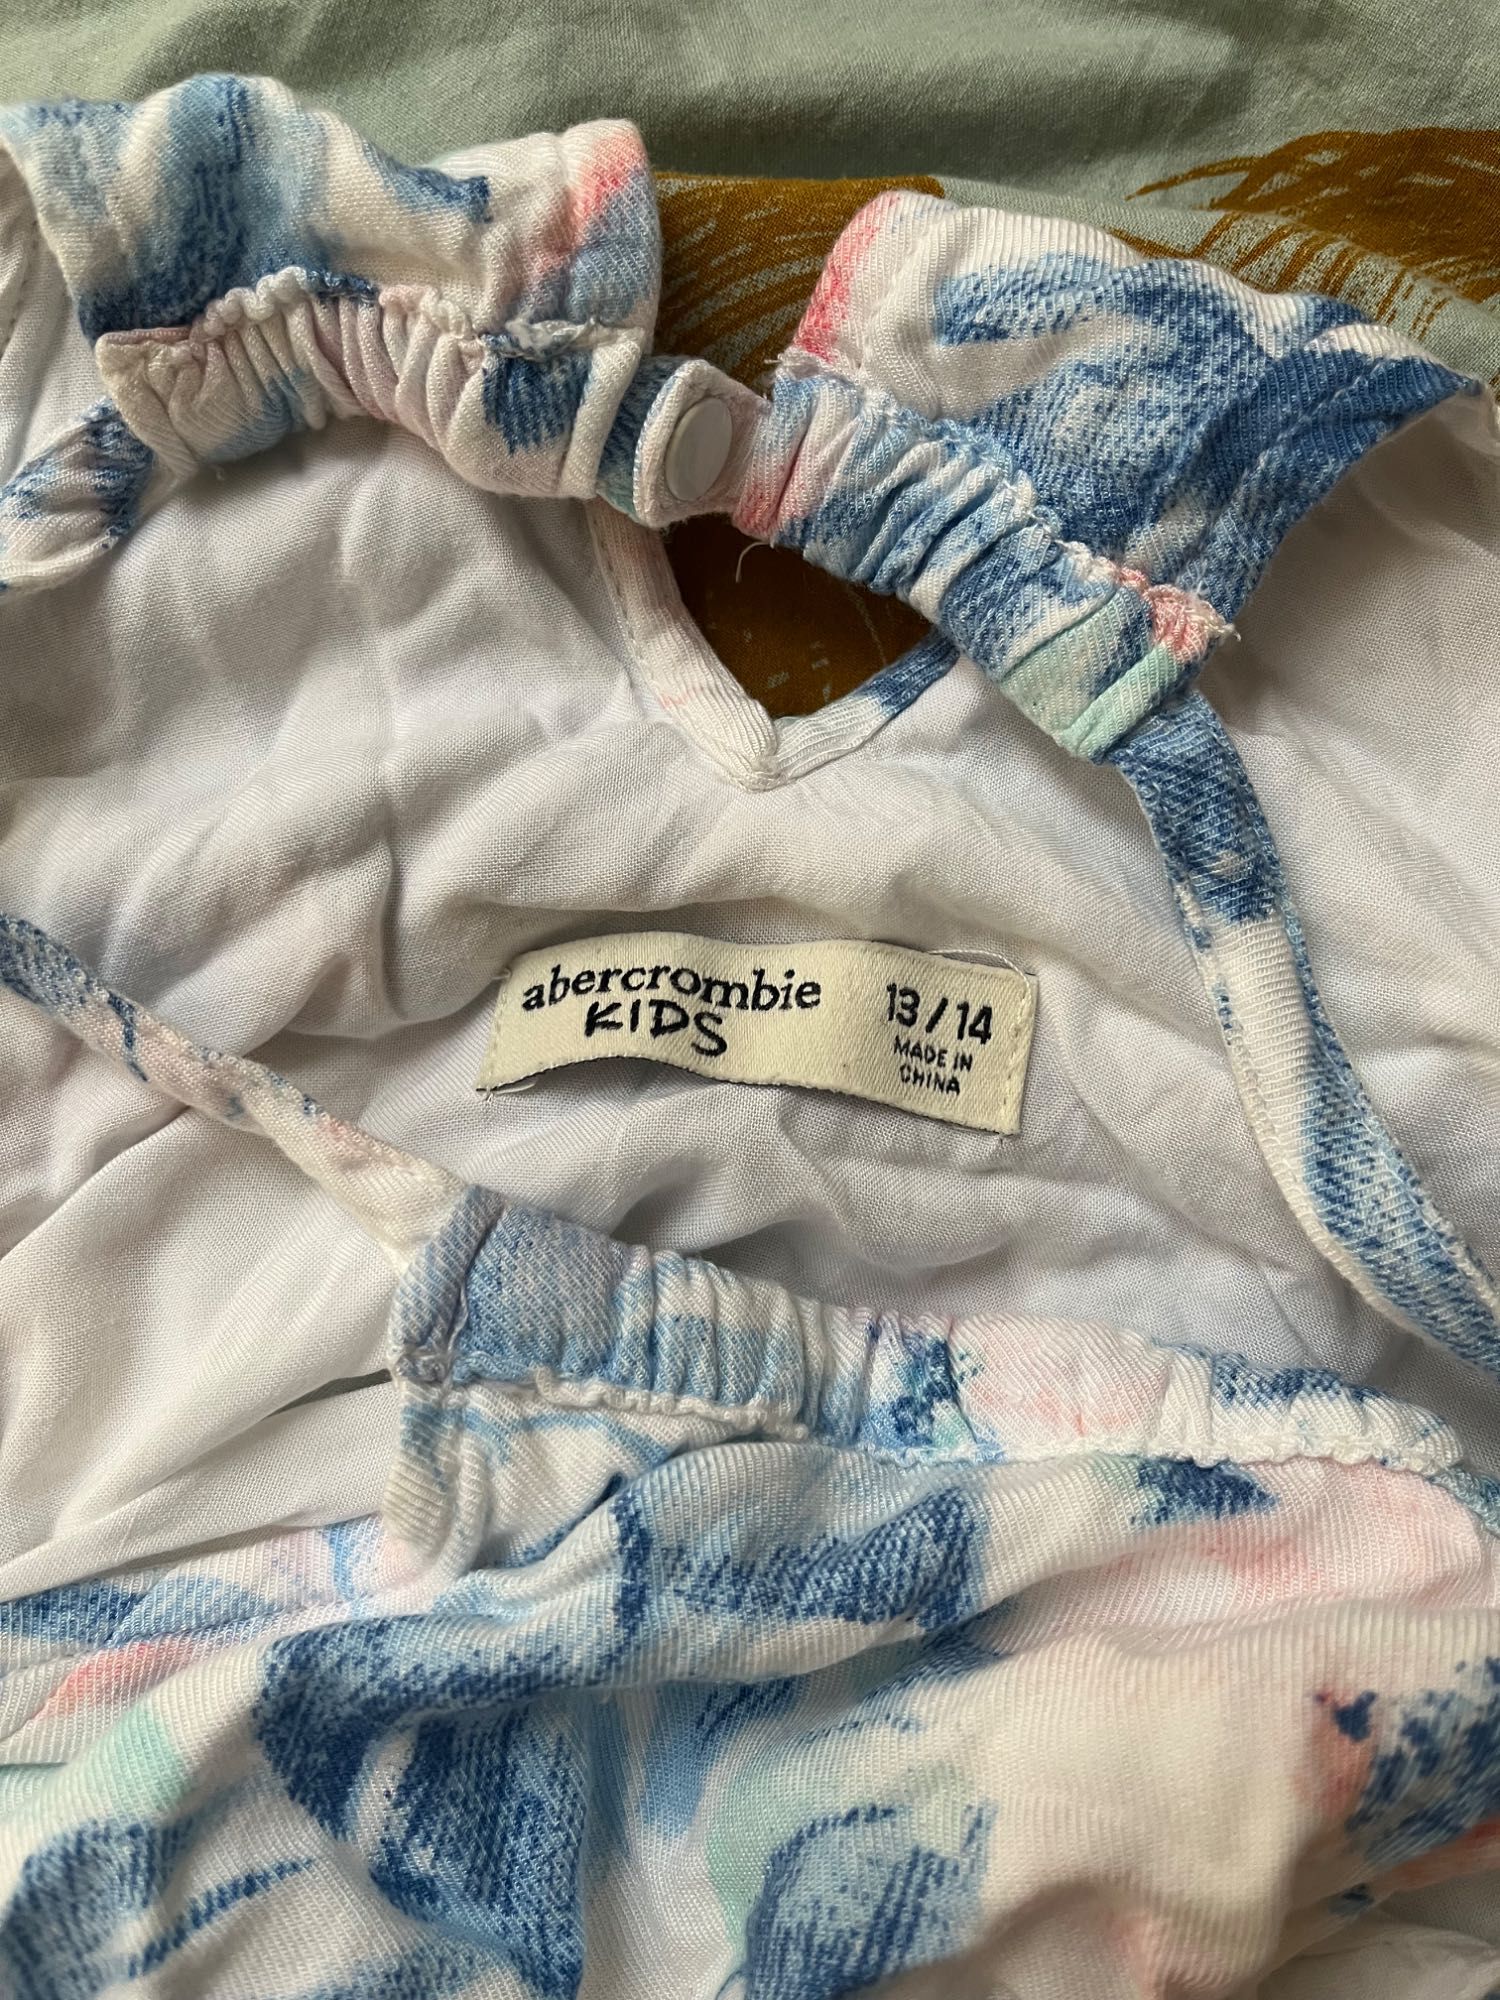 abercrombie
KIDS
13/14
MADE IN
CHINA